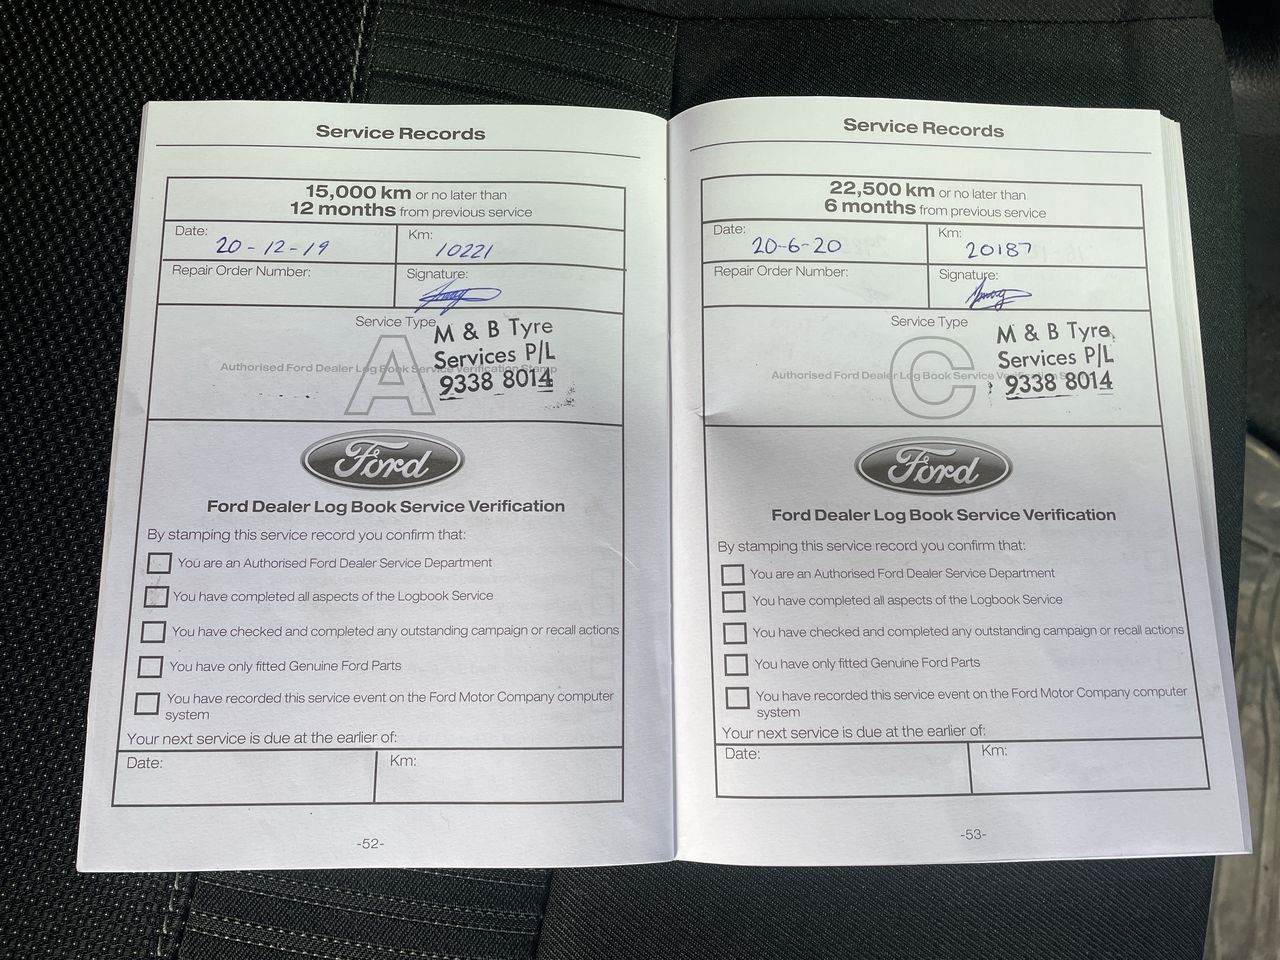 Service Records
15,000 km or no later than
12 months from previous service
Date: 20-12-19
Km: 10221
Repair Order Number:
Signature:
Service Type
A
Authorised Ford Dealer Log Book Service Verification Stamp
M & B Tyre
Services P/L
9338 8014
Ford
Ford Dealer Log Book Service Verification
By stamping this service record you confirm that:
You are an Authorised Ford Dealer Service Department
You have completed all aspects of the Logbook Service
You have checked and completed any outstanding campaign or recall actions
You have only fitted Genuine Ford Parts
You have recorded this service event on the Ford Motor Company computer
system
Your next service is due at the earlier of:
Date:
Km:
-52-
Service Records
22,500 km or no later than
6 months from previous service
Date: 20-6-20
Km: 20187
Repair Order Number:
Signature:
Service Type
C
Authorised Ford Dealer Log Book Service Verification
M & B Tyre
Services P/L
9338 8014
Ford
Ford Dealer Log Book Service Verification
By stamping this service record you confirm that:
You are an Authorised Ford Dealer Service Department
You have completed all aspects of the Logbook Service
You have checked and completed any outstanding campaign or recall actions
You have only fitted Genuine Ford Parts
You have recorded this service event on the Ford Motor Company computer
system
Your next service is due at the earlier of:
Date:
Km:
-53-